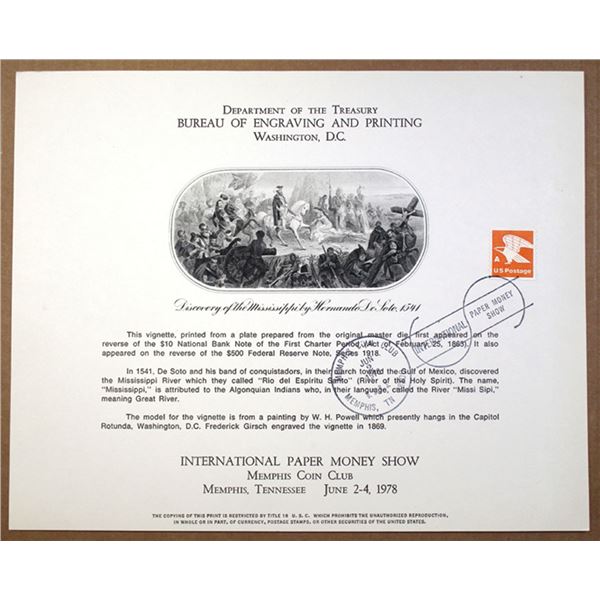 DEPARTMENT OF THE TREASURY
BUREAU OF ENGRAVING AND PRINTING
WASHINGTON, D.C.
A
US Postage
Discovery of the Mississippi by Hernando De Soto, 1541
INTERNATIONAL
PAPER MONEY
SHOW
This vignette, printed from a plate prepared from the original master die, first appeared on
the reverse of the $10 National Bank Note of the First Charter Period (Act of February 25, 1863). It also
appeared on the reverse of the $500 Federal Reserve Note, Series 1918.
In 1541, De Soto and his band of conquistadors, in their march toward the Gulf of Mexico, discovered
the Mississippi River which they called "Rio del Espiritu Santo" (River of the Holy Spirit). The name,
"Mississippi," is attributed to the Algonquian Indians who, in their language, called the River "Missi Sipi,"
meaning Great River.
MEMPHIS COIN CLUB
JUN
MEMPHIS, TN
The model for the vignette is from a painting by W. H. Powell which presently hangs in the Capitol
Rotunda, Washington, D.C. Frederick Girsch engraved the vignette in 1869.
INTERNATIONAL PAPER MONEY SHOW
MEMPHIS COIN CLUB
MEMPHIS, TENNESSEE JUNE 2-4, 1978
THE COPYING OF THIS PRINT IS RESTRICTED BY TITLE 18 U. S. C. WHICH PROHIBITS THE UNAUTHORIZED REPRODUCTION,
IN WHOLE OR IN PART, OF CURRENCY, POSTAGE STAMPS, OR OTHER SECURITIES OF THE UNITED STATES.